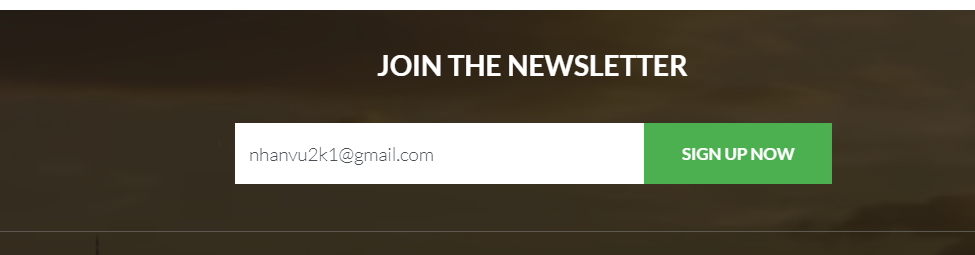 JOIN THE NEWSLETTER
nhanvu2k1@gmail.com
SIGN UP NOW